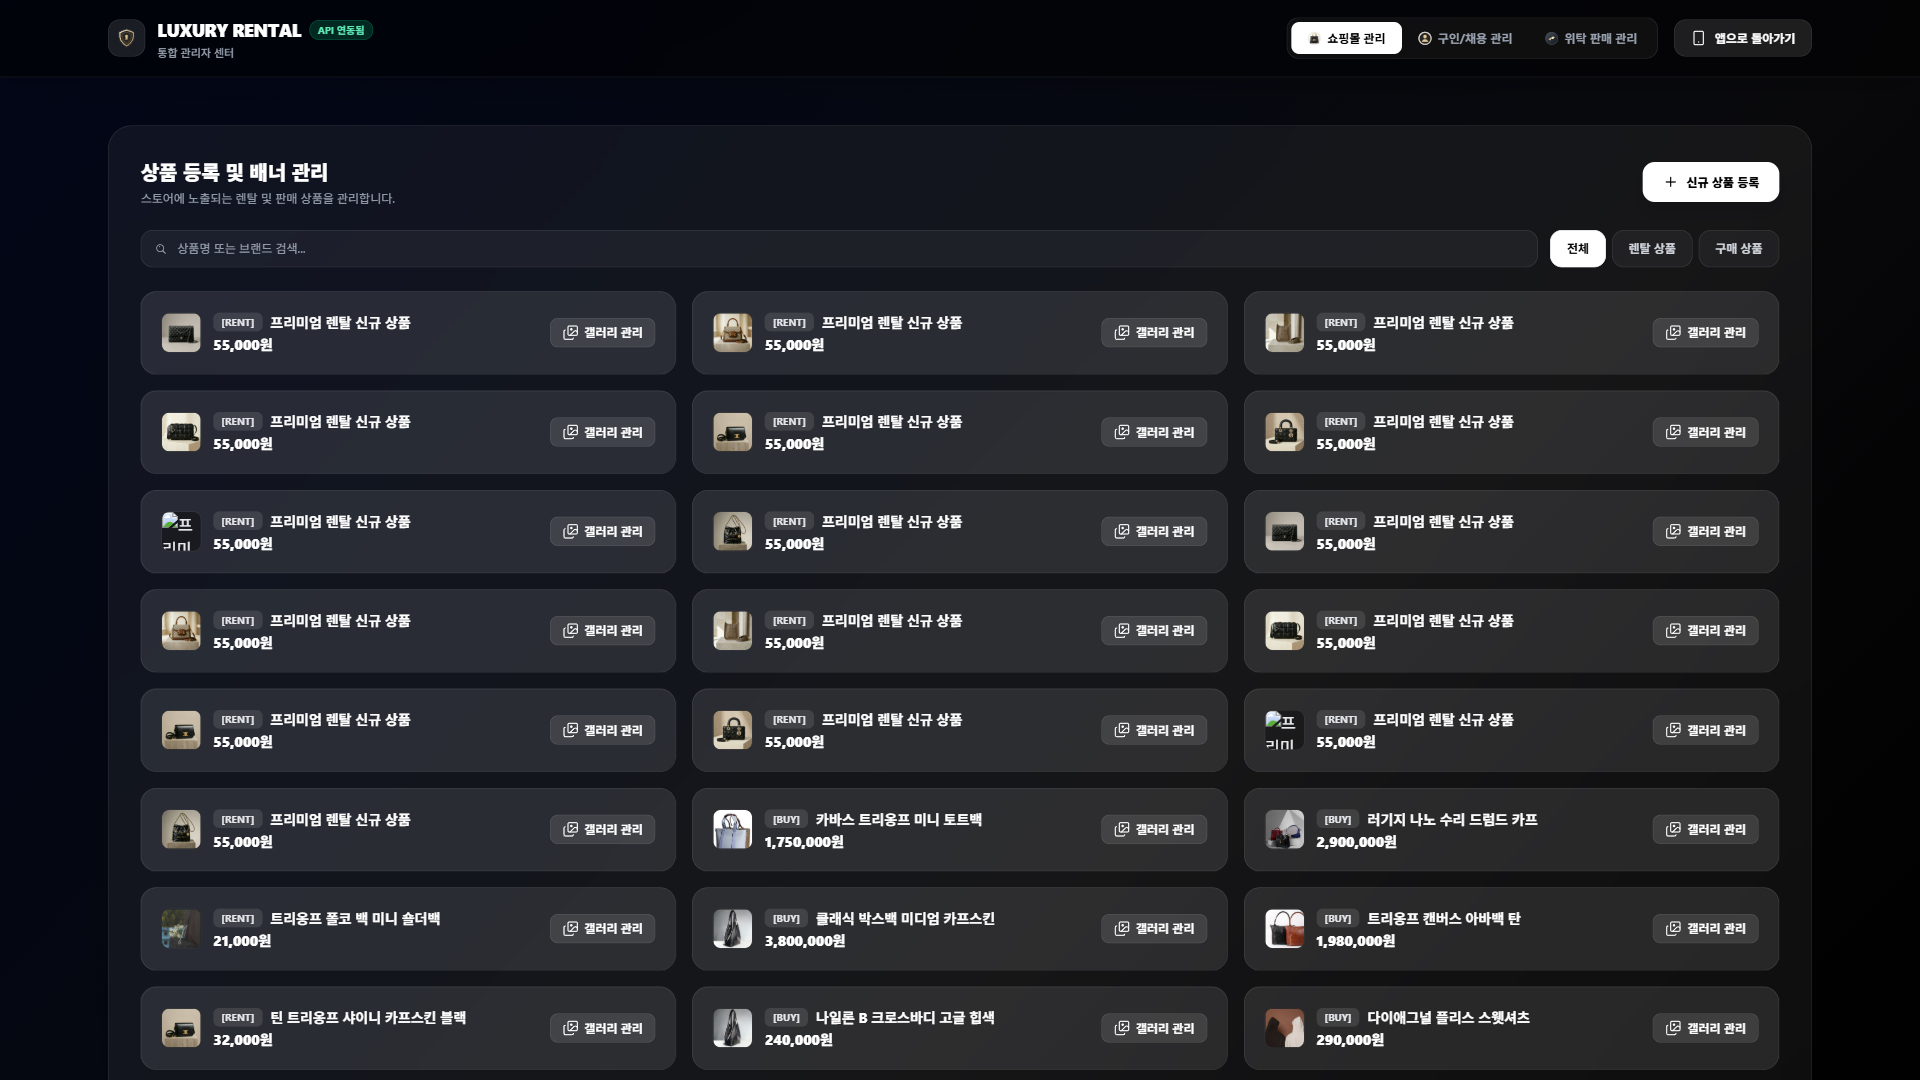 LUXURY RENTAL API 연동됨
통합 관리자 센터
쇼핑몰 관리 구인/채용 관리 위탁 판매 관리 앱으로 돌아가기
상품 등록 및 배너 관리
스토어에 노출되는 렌탈 및 판매 상품을 관리합니다.
+ 신규 상품 등록
상품명 또는 브랜드 검색...
전체 렌탈 상품 구매 상품
[RENT] 프리미엄 렌탈 신규 상품
55,000원
갤러리 관리
[RENT] 프리미엄 렌탈 신규 상품
55,000원
갤러리 관리
[RENT] 프리미엄 렌탈 신규 상품
55,000원
갤러리 관리
[RENT] 프리미엄 렌탈 신규 상품
55,000원
갤러리 관리
[RENT] 프리미엄 렌탈 신규 상품
55,000원
갤러리 관리
[RENT] 프리미엄 렌탈 신규 상품
55,000원
갤러리 관리
프
리미
[RENT] 프리미엄 렌탈 신규 상품
55,000원
갤러리 관리
[RENT] 프리미엄 렌탈 신규 상품
55,000원
갤러리 관리
[RENT] 프리미엄 렌탈 신규 상품
55,000원
갤러리 관리
[RENT] 프리미엄 렌탈 신규 상품
55,000원
갤러리 관리
[RENT] 프리미엄 렌탈 신규 상품
55,000원
갤러리 관리
[RENT] 프리미엄 렌탈 신규 상품
55,000원
갤러리 관리
[RENT] 프리미엄 렌탈 신규 상품
55,000원
갤러리 관리
[RENT] 프리미엄 렌탈 신규 상품
55,000원
갤러리 관리
프
리미
[RENT] 프리미엄 렌탈 신규 상품
55,000원
갤러리 관리
[RENT] 프리미엄 렌탈 신규 상품
55,000원
갤러리 관리
[BUY] 카바스 트리옹프 미니 토트백
1,750,000원
갤러리 관리
[BUY] 러기지 나노 수리 드럼드 카프
2,900,000원
갤러리 관리
[RENT] 트리옹프 폴코 백 미니 숄더백
21,000원
갤러리 관리
[BUY] 클래식 박스백 미디엄 카프스킨
3,800,000원
갤러리 관리
[BUY] 트리옹프 캔버스 아바백 탄
1,980,000원
갤러리 관리
[RENT] 틴 트리옹프 샤이니 카프스킨 블랙
32,000원
갤러리 관리
[BUY] 나일론 B 크로스바디 고글 힙색
240,000원
갤러리 관리
[BUY] 다이애그널 플리스 스웻셔츠
290,000원
갤러리 관리